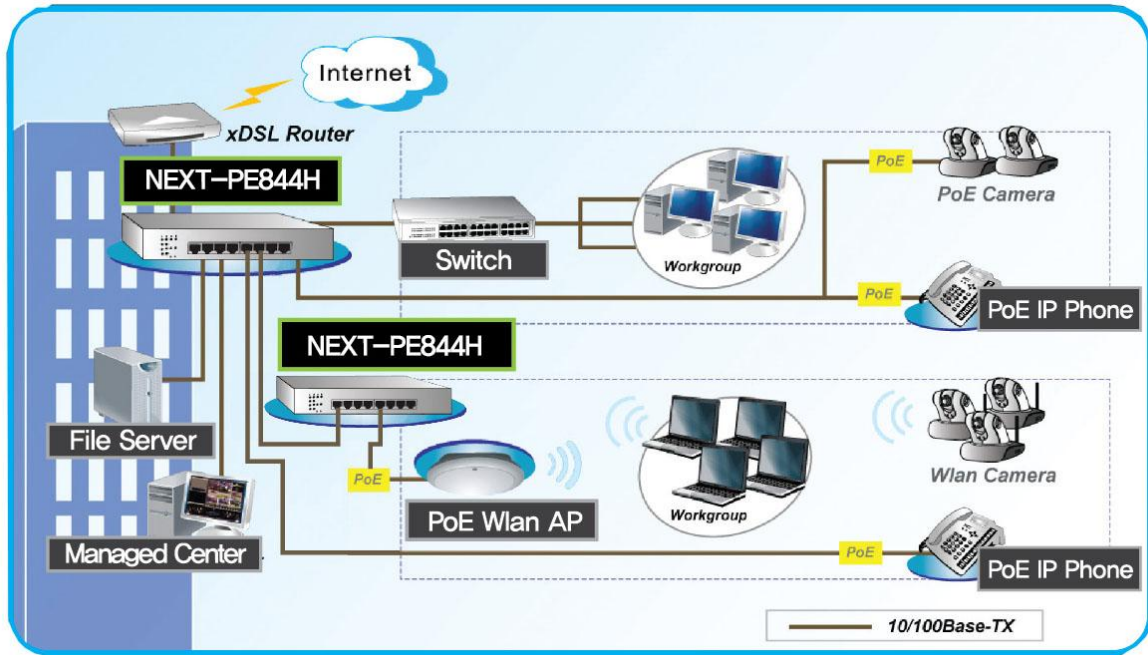 Internet
xDSL Router
NEXT-PE844H
PoE
PoE Camera
Switch
Workgroup
PoE
PoE IP Phone
NEXT-PE844H
File Server
PoE
PoE Wlan AP
Workgroup
Wlan Camera
Managed Center
PoE
PoE IP Phone
10/100Base-TX